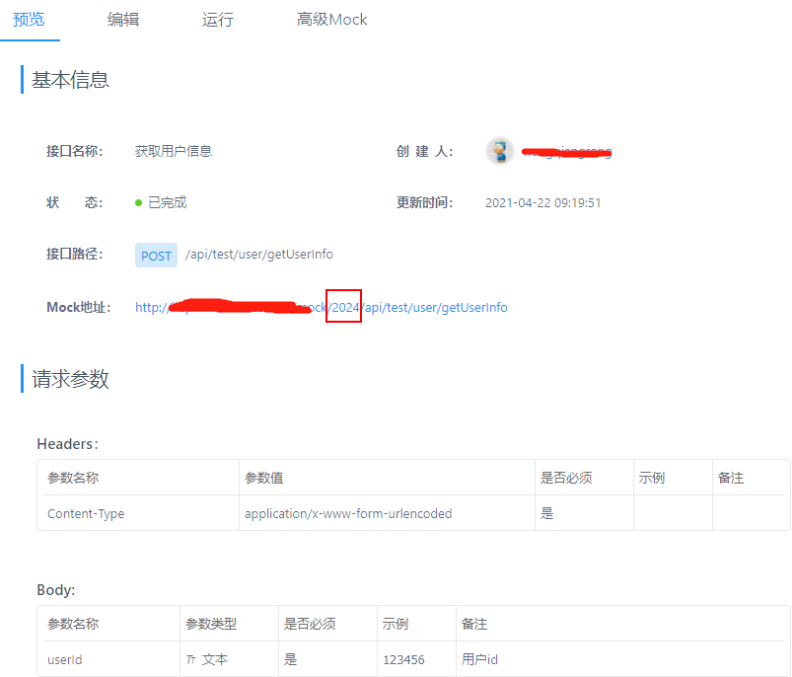 预览 编辑 运行 高级Mock
基本信息
接口名称: 获取用户信息 创 建 人:
状 态: 已完成 更新时间: 2021-04-22 09:19:51
接口路径: POST /api/test/user/getUserInfo
Mock地址: http:// ock/2024/api/test/user/getUserInfo
请求参数
Headers:
参数名称 参数值 是否必须 示例 备注
Content-Type application/x-www-form-urlencoded 是
Body:
参数名称 参数类型 是否必须 示例 备注
userId 文本 是 123456 用户id